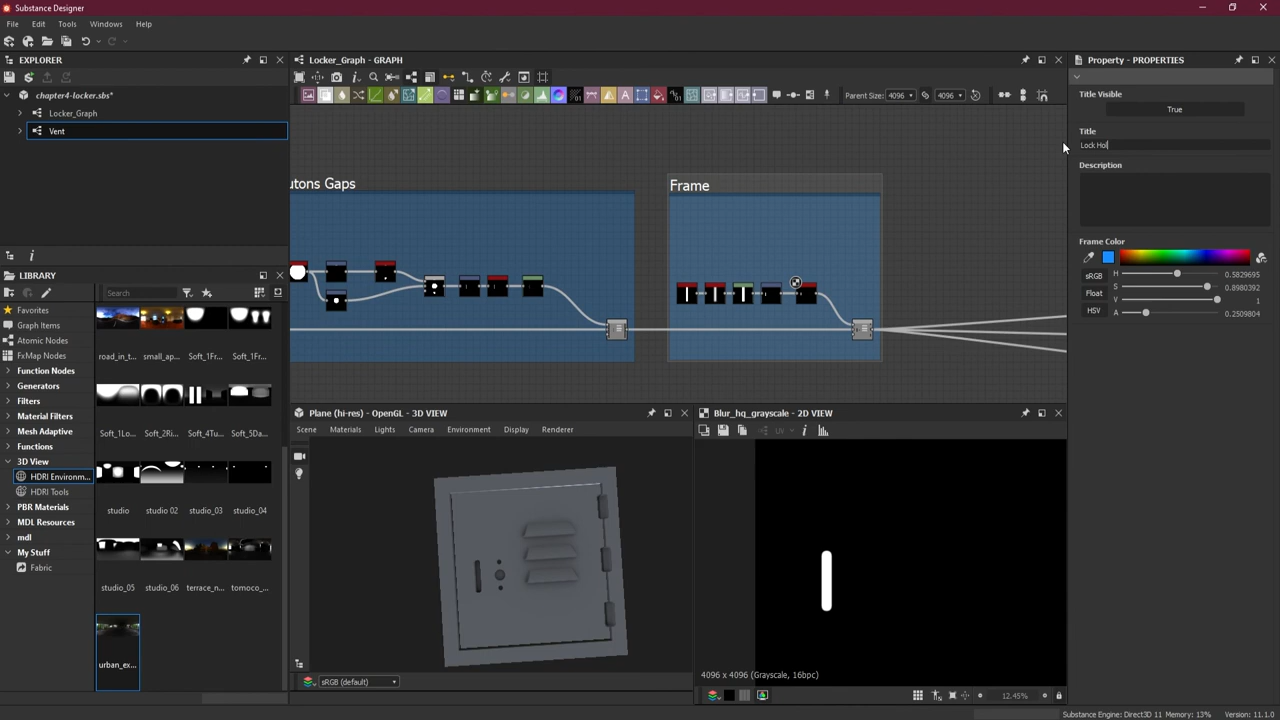 Substance Designer
File Edit Tools Windows Help
EXPLORER
chapter4-locker.sbs*
Locker_Graph
Vent
LIBRARY
Search
Favorites
Graph Items
Atomic Nodes
FxMap Nodes
Function Nodes
Generators
Filters
Material Filters
Mesh Adaptive
Functions
3D View
HDRI Environm...
HDRI Tools
PBR Materials
MDL Resources
mdl
My Stuff
Fabric
road_in_t... small_ap... Soft_1Fr... Soft_1Fr...
Soft_1Lo... Soft_2Ri... Soft_4Tu... Soft_5Da...
studio studio 02 studio_03 studio_04
studio_05 studio_06 terrace_n... tomoco_...
urban_ex...
Locker_Graph - GRAPH
Parent Size: 4096 4096
utons Gaps
Frame
Plane (hi-res) - OpenGL - 3D VIEW
Scene Materials Lights Camera Environment Display Renderer
sRGB (default)
Blur_hq_grayscale - 2D VIEW
UV
4096 x 4096 (Grayscale, 16bpc)
12.45%
Property - PROPERTIES
Title Visible
True
Title
Lock Hol
Description
Frame Color
sRGB
Float
HSV
H 0.5829695
S 0.8980392
V 1
A 0.2509804
Substance Engine: Direct3D 11 Memory: 13% Version: 11.1.0